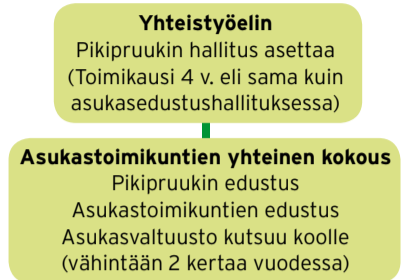 Yhteistyöelin
Pikipruukin hallitus asettaa
(Toimikausi 4 v. eli sama kuin
asukasedustushallituksessa)
Asukastoimikuntien yhteinen kokous
Pikipruukin edustus
Asukastoimikuntien edustus
Asukasvaltuusto kutsuu koolle
(vähintään 2 kertaa vuodessa)